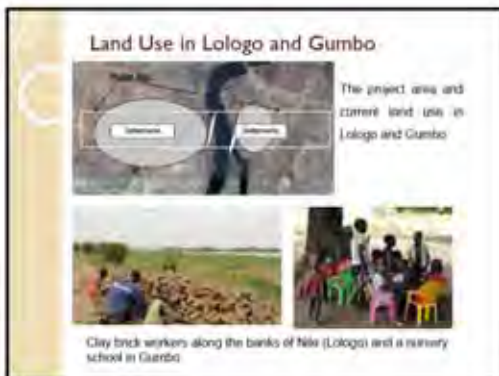 Land Use in Lologo and Gumbo
The project area and
current land use in
Lologo and Gumbo
Clay brick workers along the banks of Nile (Lologo) and a nursery
school in Gumbo